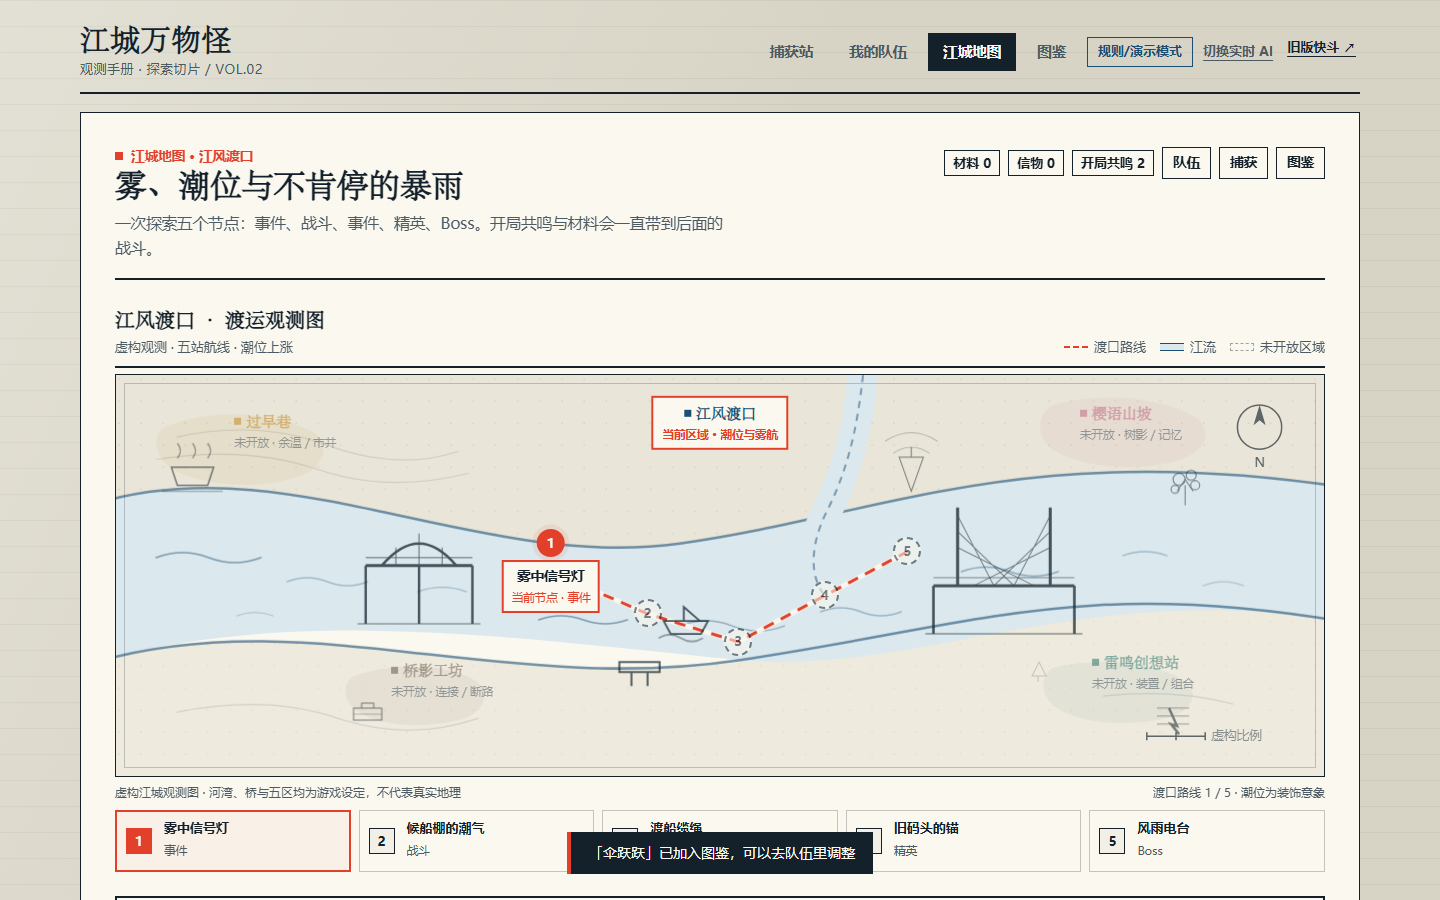 江城万物怪
观测手册 · 探索切片 / VOL.02
捕获站
我的队伍
江城地图
图鉴
规则/演示模式
切换实时 AI
旧版快斗 ↗
江城地图 • 江风渡口
雾、潮位与不肯停的暴雨
一次探索五个节点：事件、战斗、事件、精英、Boss。开局共鸣与材料会一直带到后面的
战斗。
材料 0
信物 0
开局共鸣 2
队伍
捕获
图鉴
江风渡口 · 渡运观测图
虚构观测 · 五站航线 · 潮位上涨
渡口路线
江流
未开放区域
过早巷
未开放 · 余温 / 市井
江风渡口
当前区域 • 潮位与雾航
樱语山坡
未开放 · 树影 / 记忆
N
1
雾中信号灯
当前节点 · 事件
2
3
4
5
桥影工坊
未开放 · 连接 / 断路
雷鸣创想站
未开放 · 装置 / 组合
虚构比例
虚构江城观测图 · 河湾、桥与五区均为游戏设定，不代表真实地理
渡口路线 1 / 5 · 潮位为装饰意象
1
雾中信号灯
事件
2
候船棚的潮气
战斗
渡船缆绳
旧码头的锚
精英
5
风雨电台
Boss
「伞跃跃」已加入图鉴，可以去队伍里调整